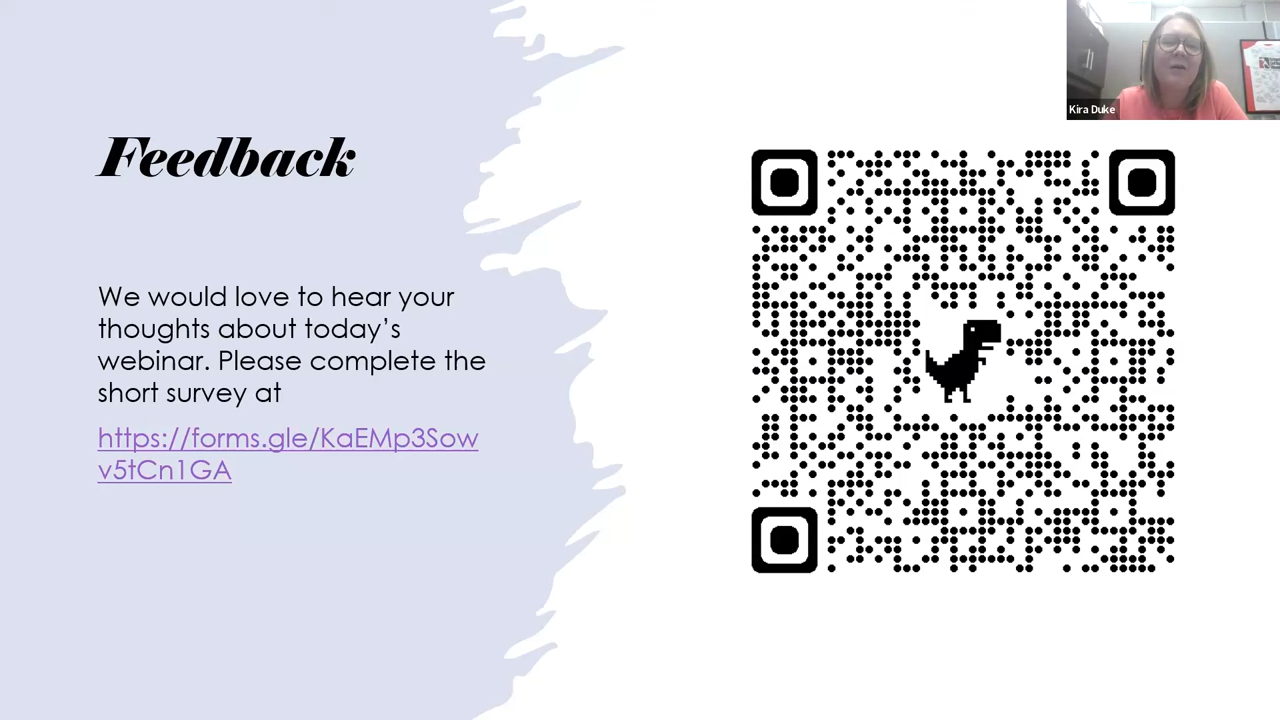 Feedback
Kira Duke
We would love to hear your
thoughts about today’s
webinar. Please complete the
short survey at
https://forms.gle/KaEMp3Sow
v5tCn1GA